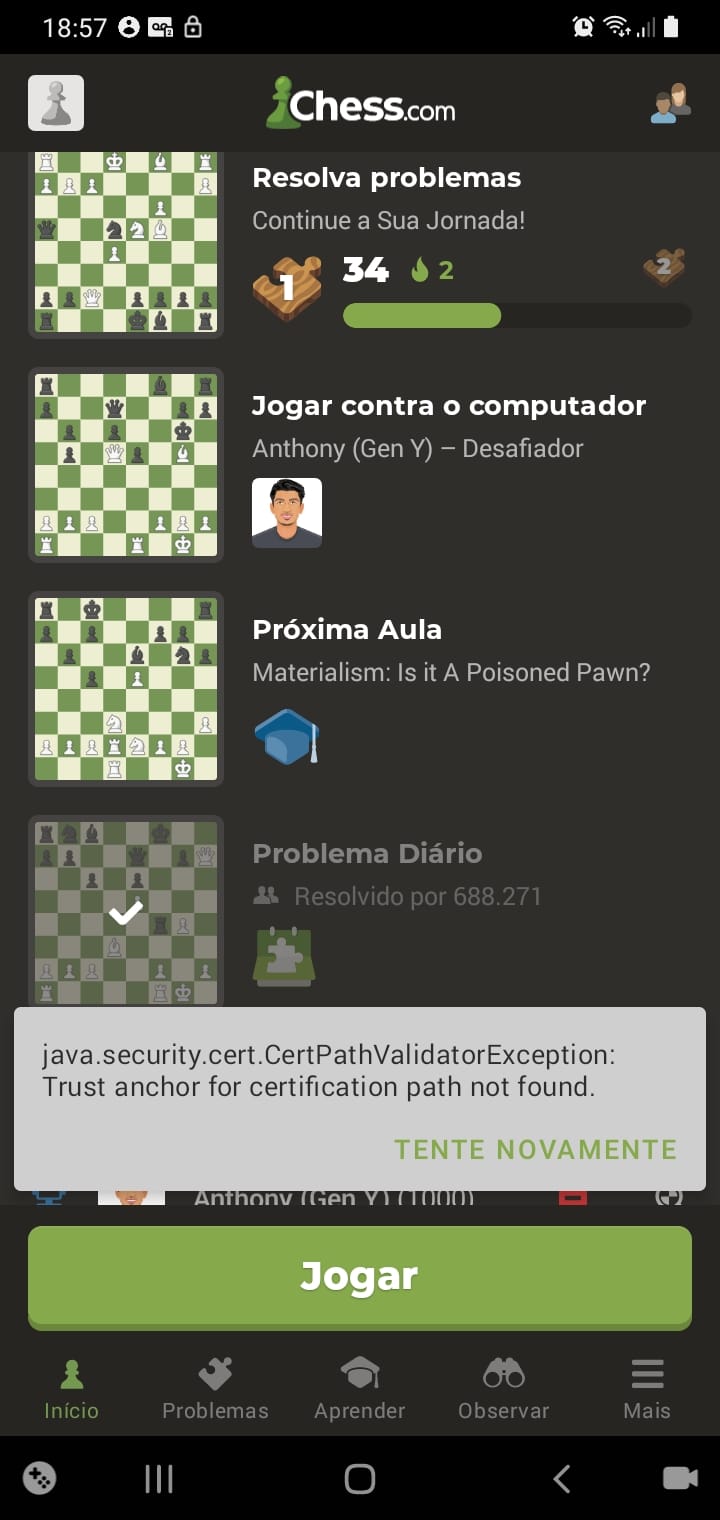 18:57
Chess.com
Resolva problemas
Continue a Sua Jornada!
1 34 2 2
Jogar contra o computador
Anthony (Gen Y) – Desafiador
Próxima Aula
Materialism: Is it A Poisoned Pawn?
Problema Diário
Resolvido por 688.271
java.security.cert.CertPathValidatorException:
Trust anchor for certification path not found.
TENTE NOVAMENTE
Anthony (Gen Y) (1000)
Jogar
Início Problemas Aprender Observar Mais